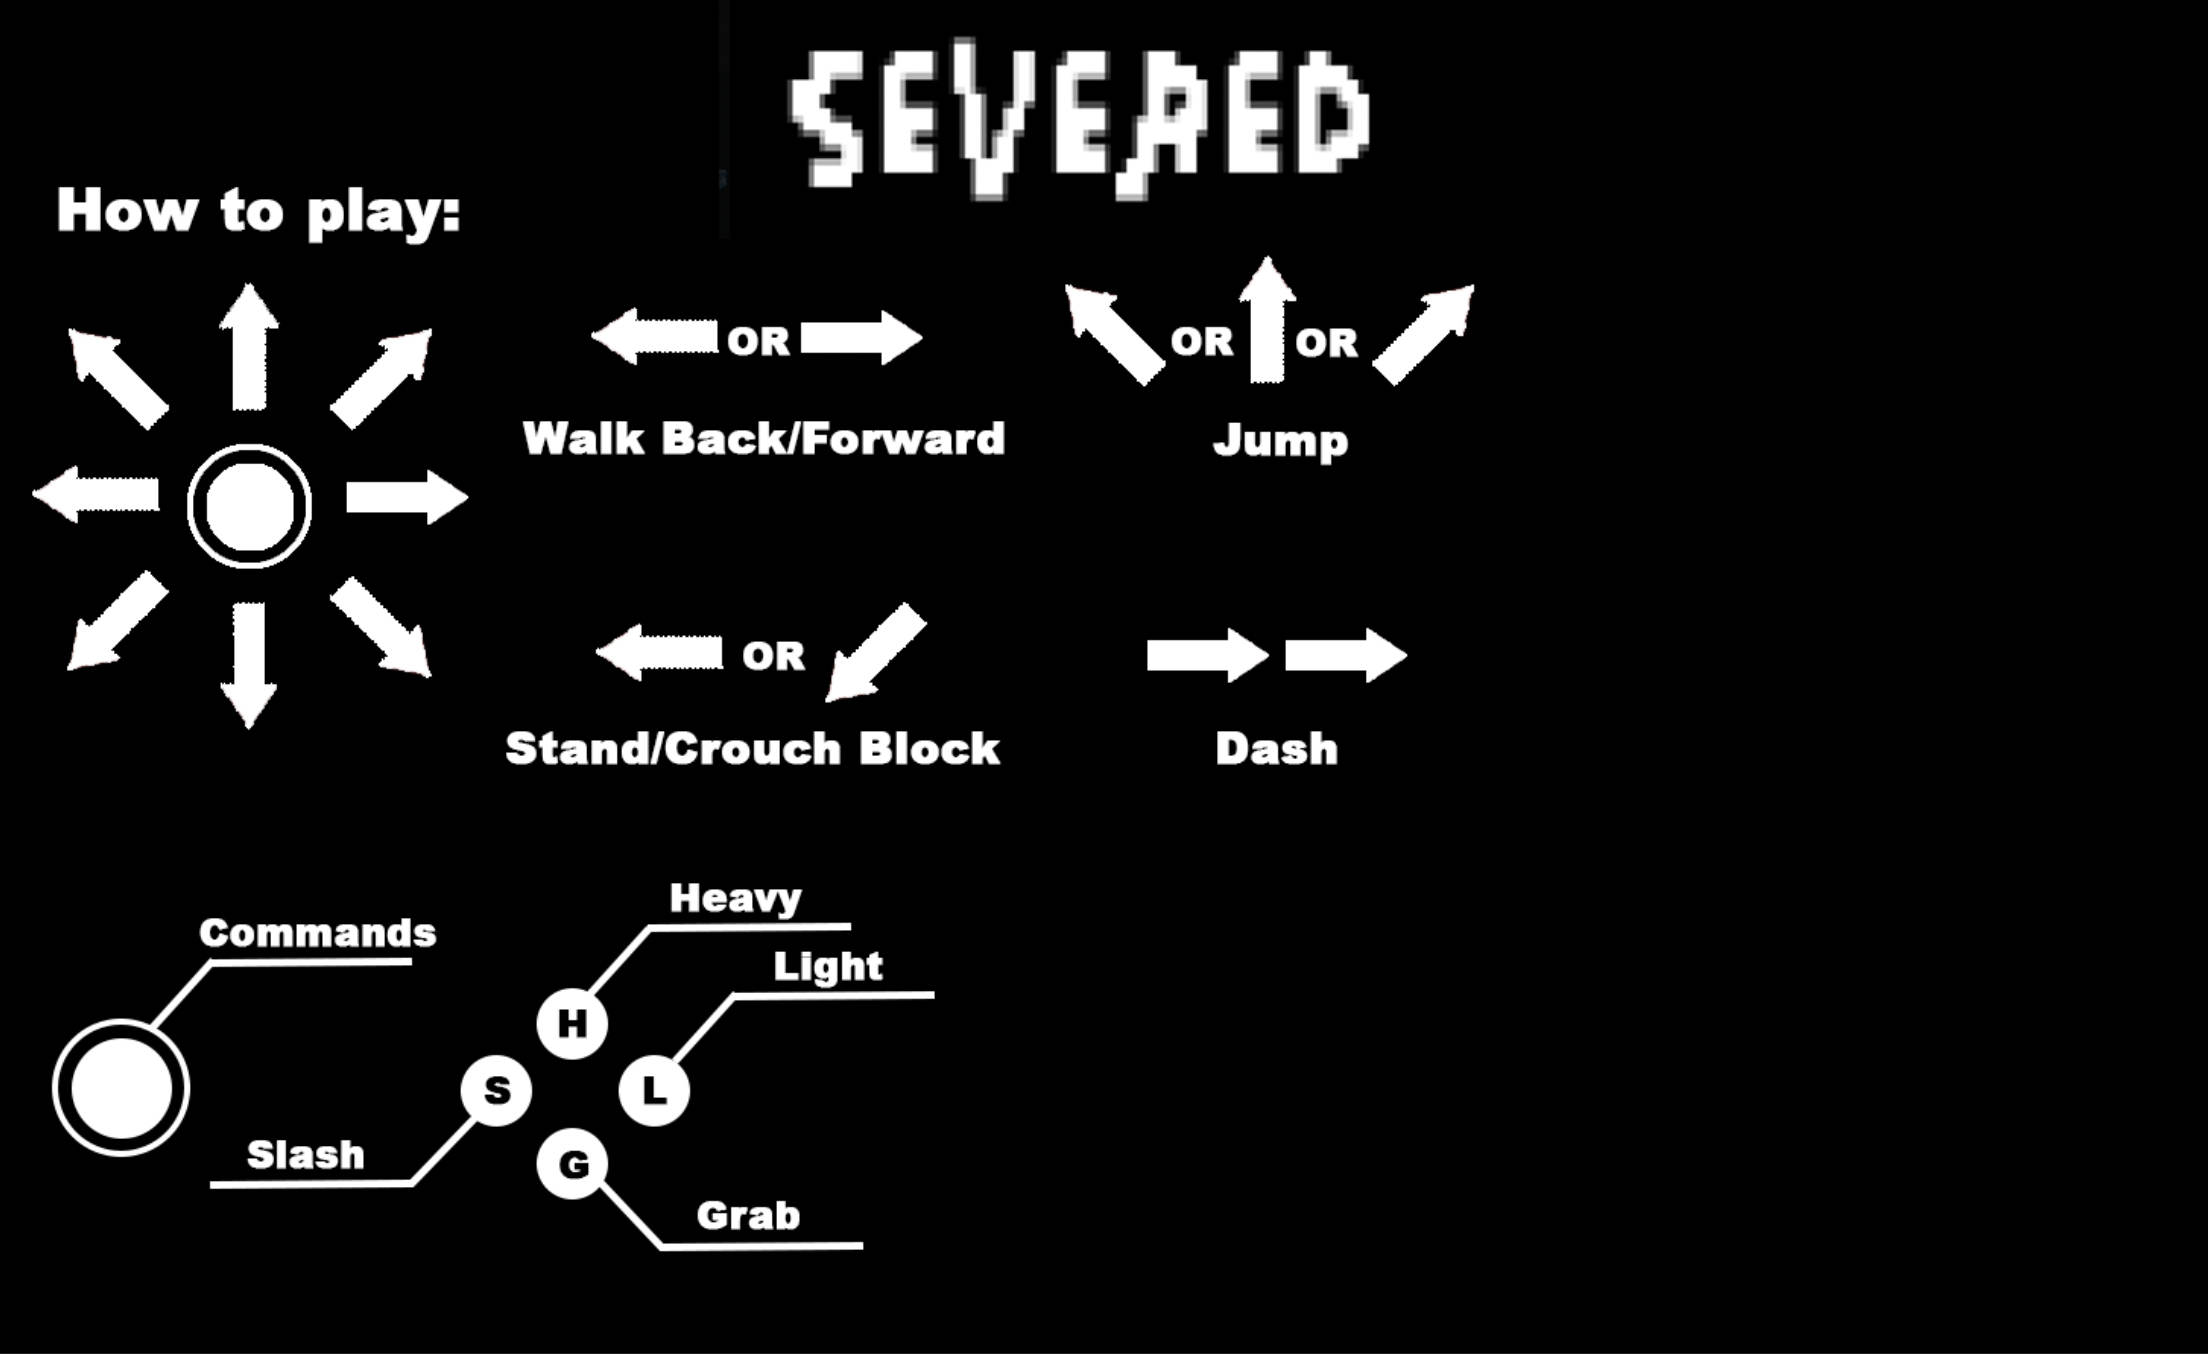 SEVERED
How to play:
OR
OR
OR
Walk Back/Forward
Jump
OR
Stand/Crouch Block
Dash
Heavy
Commands
Light
H
S
L
Slash
G
Grab